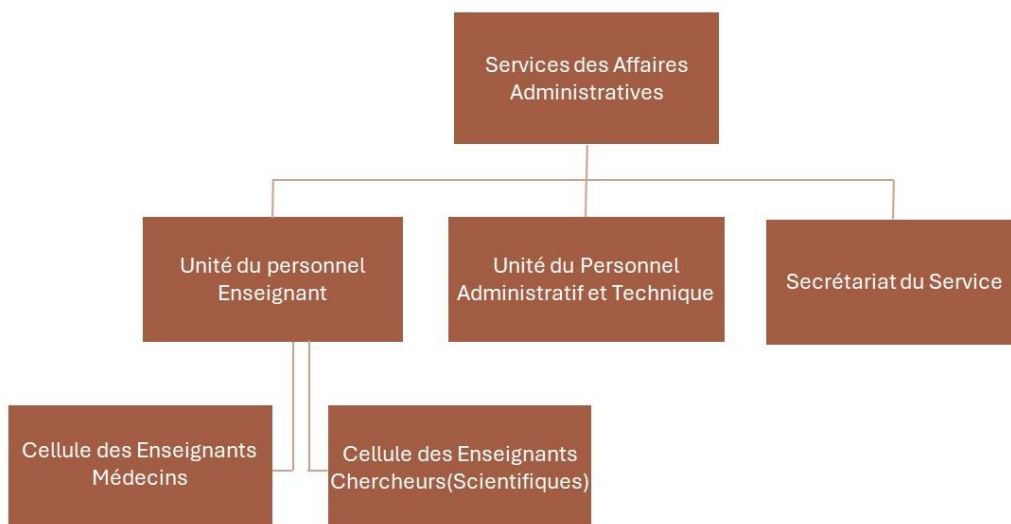 Services des Affaires
Administratives
Unité du personnel
Enseignant
Unité du Personnel
Administratif et Technique
Secrétariat du Service
Cellule des Enseignants
Médecins
Cellule des Enseignants
Chercheurs(Scientifiques)